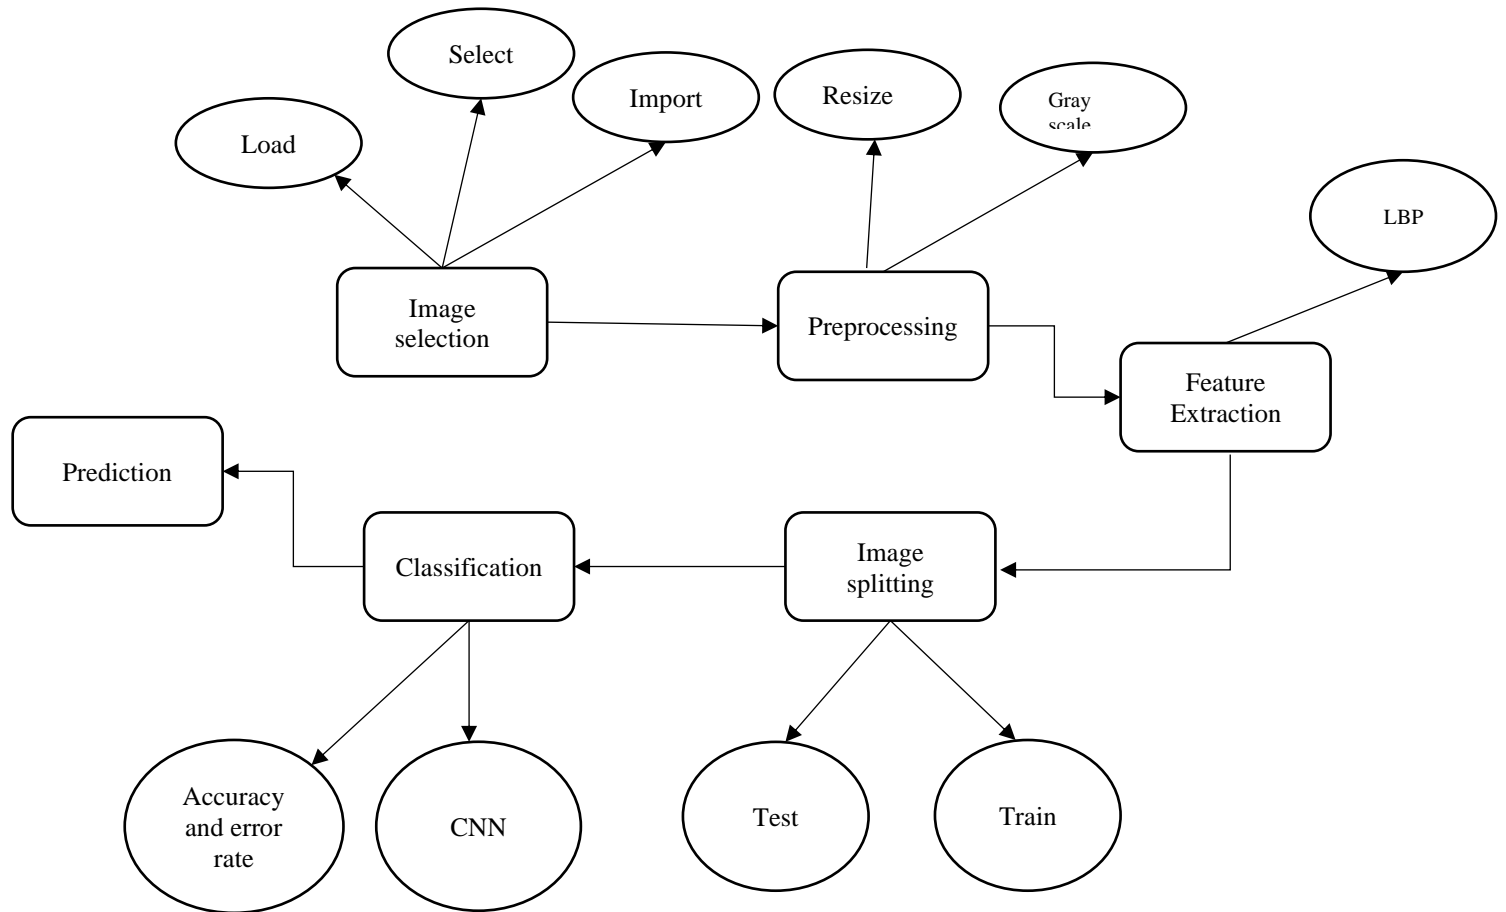 Select
Import
Resize
Gray
scale
Load
LBP
Image
selection
Preprocessing
Feature
Extraction
Prediction
Classification
Image
splitting
Accuracy
and error
rate
CNN
Test
Train